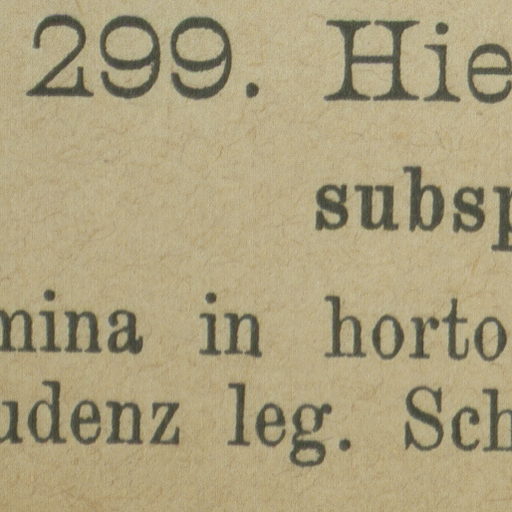 299. Hie
subsp
mina in horto
udenz leg. Sch